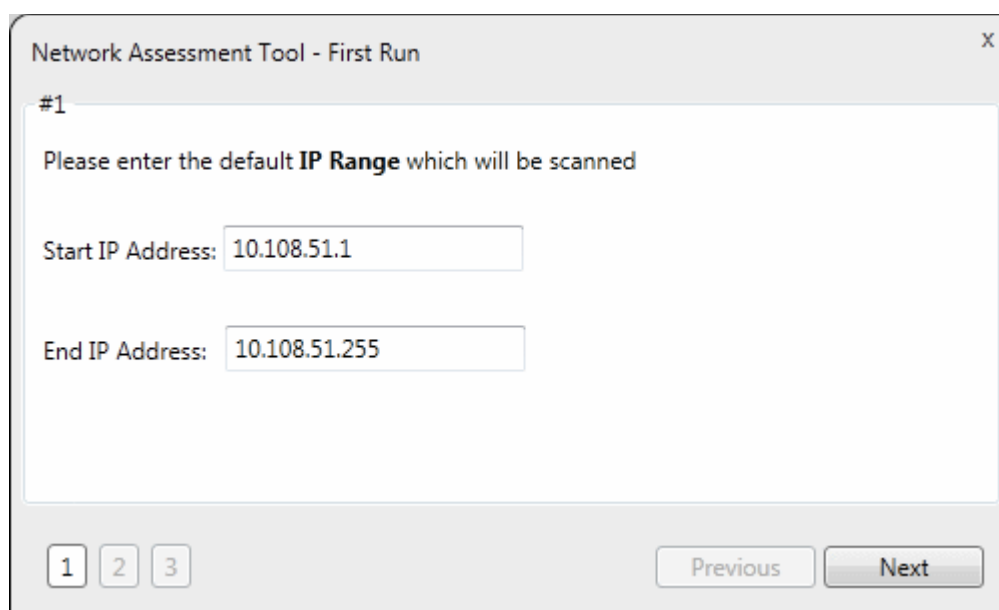 Network Assessment Tool - First Run
x
#1
Please enter the default IP Range which will be scanned
Start IP Address: 10.108.51.1
End IP Address: 10.108.51.255
1 2 3 Previous Next